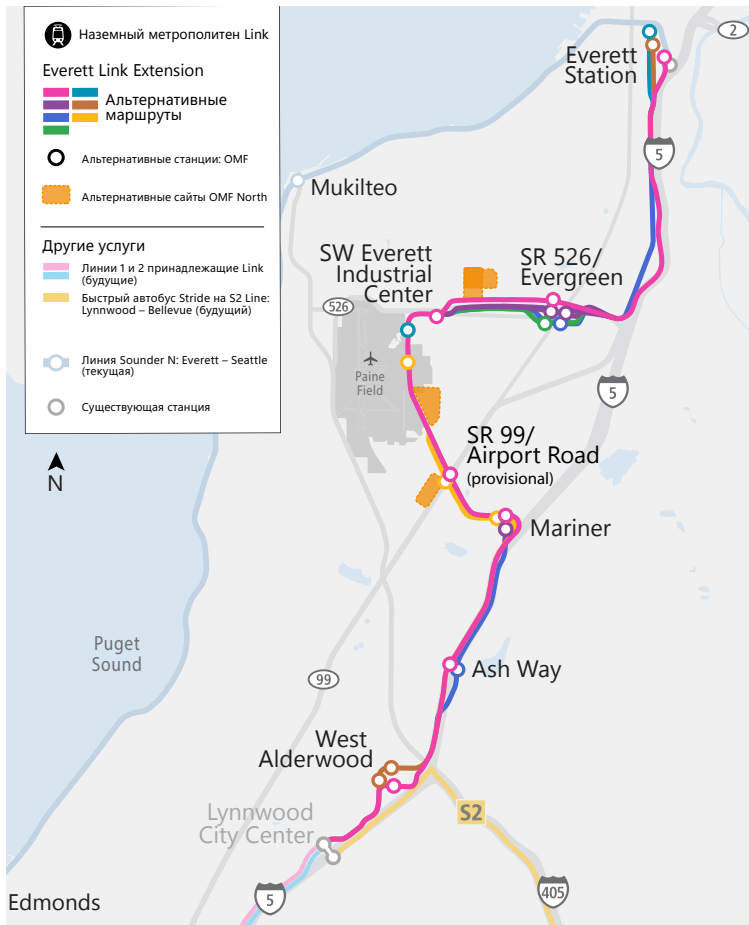 Наземный метрополитен Link
Everett Link Extension
Альтернативные
маршруты
Альтернативные станции: OMF
Альтернативные сайты OMF North
Другие услуги
Линии 1 и 2 принадлежащие Link
(будущие)
Быстрый автобус Stride на S2 Line:
Lynnwood – Bellevue (будущий)
Линия Sounder N: Everett – Seattle
(текущая)
Существующая станция
N
2
Everett
Station
5
Mukilteo
SW Everett
Industrial
Center
SR 526/
Evergreen
526
Paine
Field
5
SR 99/
Airport Road
(provisional)
Mariner
Puget
Sound
Ash Way
99
West
Alderwood
Lynnwood
City Center
S2
5
405
Edmonds